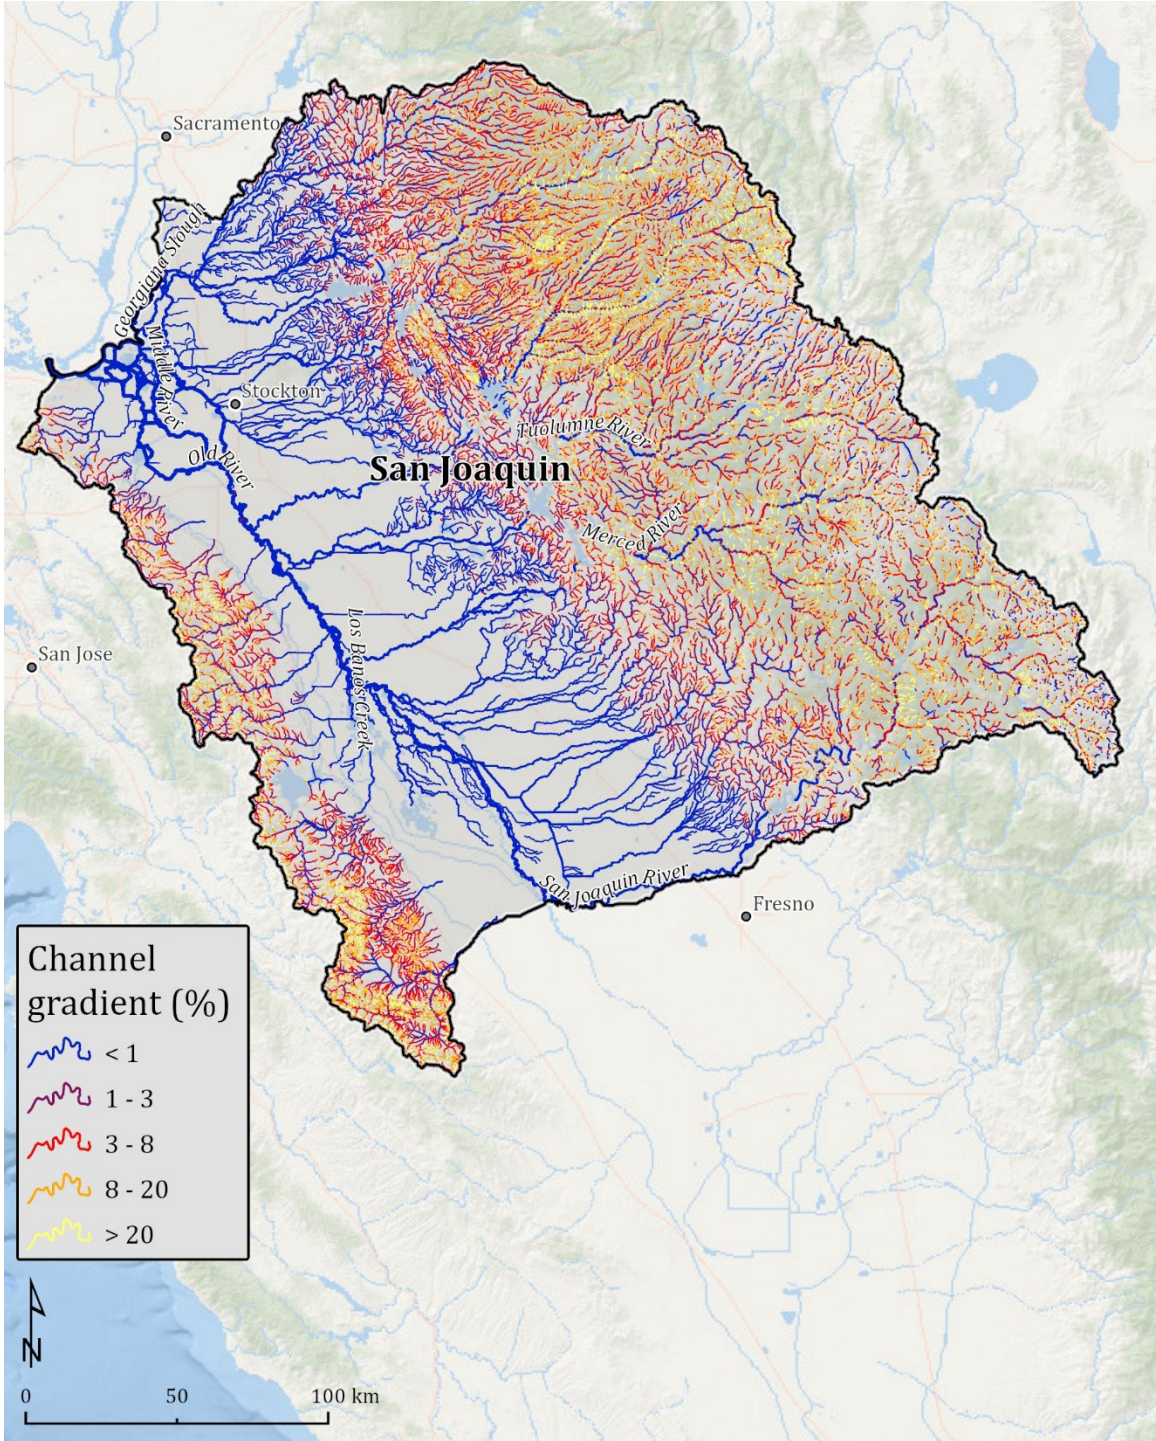 Sacramento
Georgiana Slough
Middle River
Stockton
Tuolumne River
Old River
San Joaquin
Merced River
Los Banos Creek
San Jose
San Joaquin River
Fresno
Channel
gradient (%)
< 1
1 - 3
3 - 8
8 - 20
> 20
N
0 50 100 km